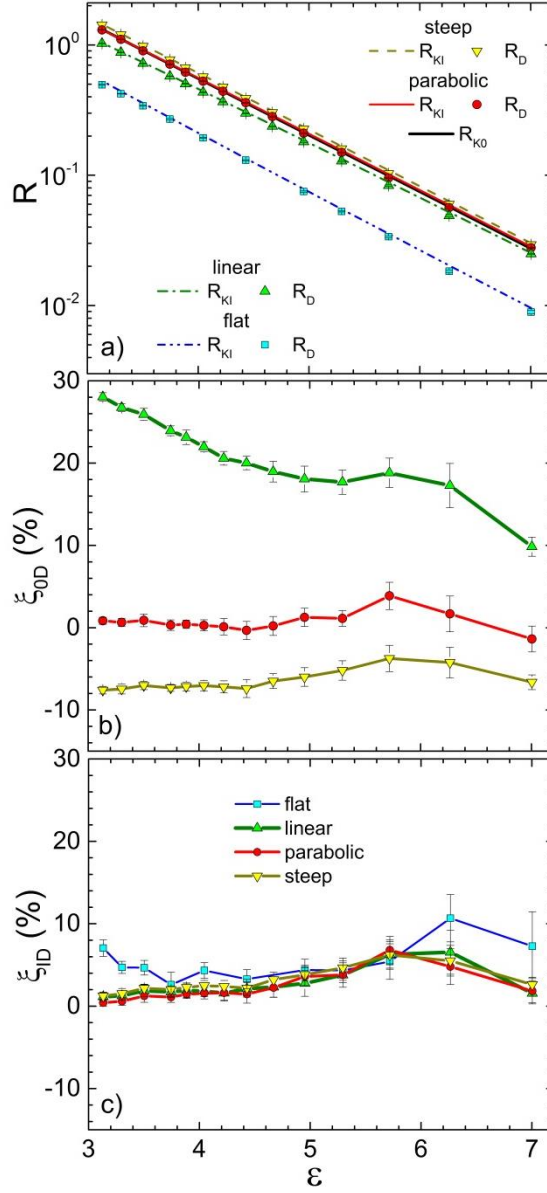 steep
R_KI R_D
parabolic
R_KI R_D
R_K0
10^0
10^-1
10^-2
R
linear
R_KI R_D
flat
R_KI R_D
a)
30
20
10
0
-10
ξ_0D (%)
b)
30
20
10
0
-10
ξ_ID (%)
flat
linear
parabolic
steep
c)
3 4 5 6 7
ε